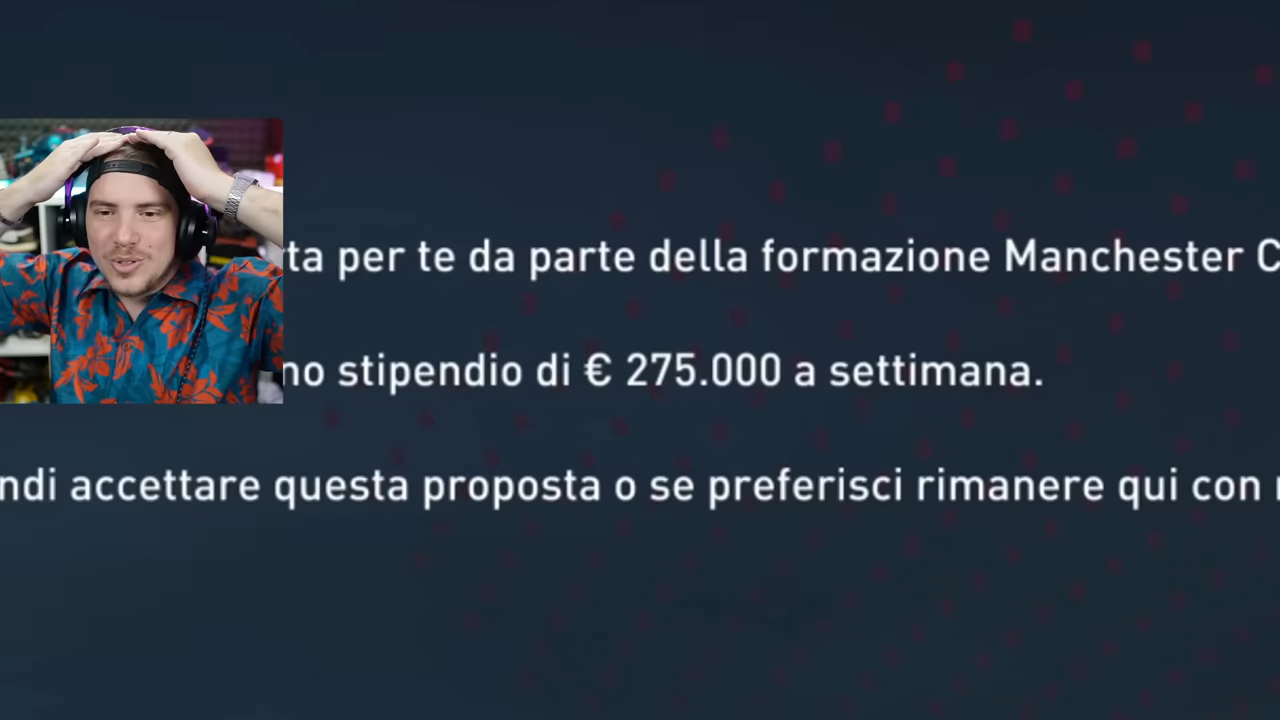 ta per te da parte della formazione Manchester C
no stipendio di € 275.000 a settimana.
ndi accettare questa proposta o se preferisci rimanere qui con